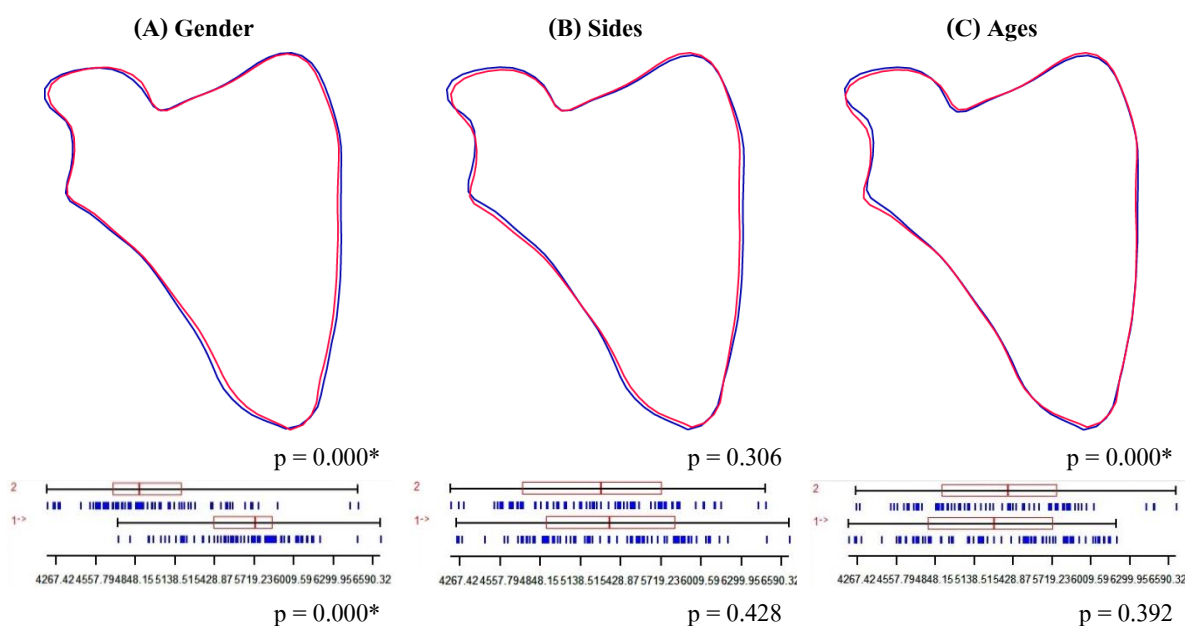 (A) Gender
(B) Sides
(C) Ages
p = 0.000*
p = 0.306
p = 0.000*
2
1->
4267.42 4557.79 4848.15 5138.51 5428.87 5719.23 6009.59 6299.95 6590.32
2
1->
4267.42 4557.79 4848.15 5138.51 5428.87 5719.23 6009.59 6299.95 6590.32
2
1->
4267.42 4557.79 4848.15 5138.51 5428.87 5719.23 6009.59 6299.95 6590.32
p = 0.000*
p = 0.428
p = 0.392